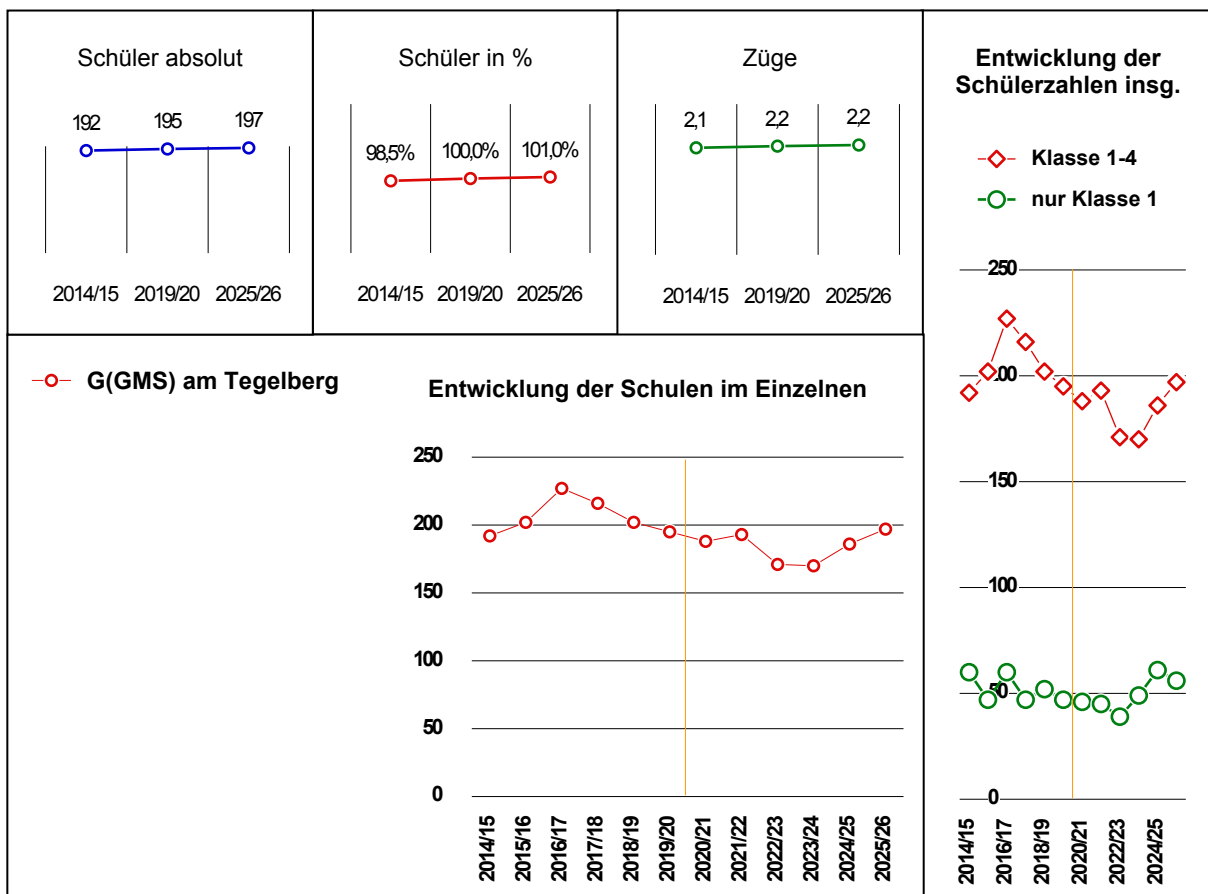 Schüler absolut
192 195 197
2014/15 2019/20 2025/26
Schüler in %
98,5% 100,0% 101,0%
2014/15 2019/20 2025/26
Züge
2,1 2,2 2,2
2014/15 2019/20 2025/26
Entwicklung der
Schülerzahlen insg.
Klasse 1-4
nur Klasse 1
250
200
150
100
50
0
2014/15 2016/17 2018/19 2020/21 2022/23 2024/25
G(GMS) am Tegelberg
Entwicklung der Schulen im Einzelnen
250
200
150
100
50
0
2014/15 2015/16 2016/17 2017/18 2018/19 2019/20 2020/21 2021/22 2022/23 2023/24 2024/25 2025/26